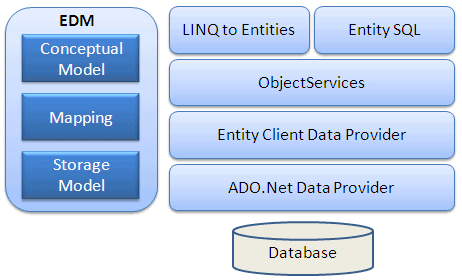 EDM
Conceptual
Model
Mapping
Storage
Model
LINQ to Entities
Entity SQL
ObjectServices
Entity Client Data Provider
ADO.Net Data Provider
Database